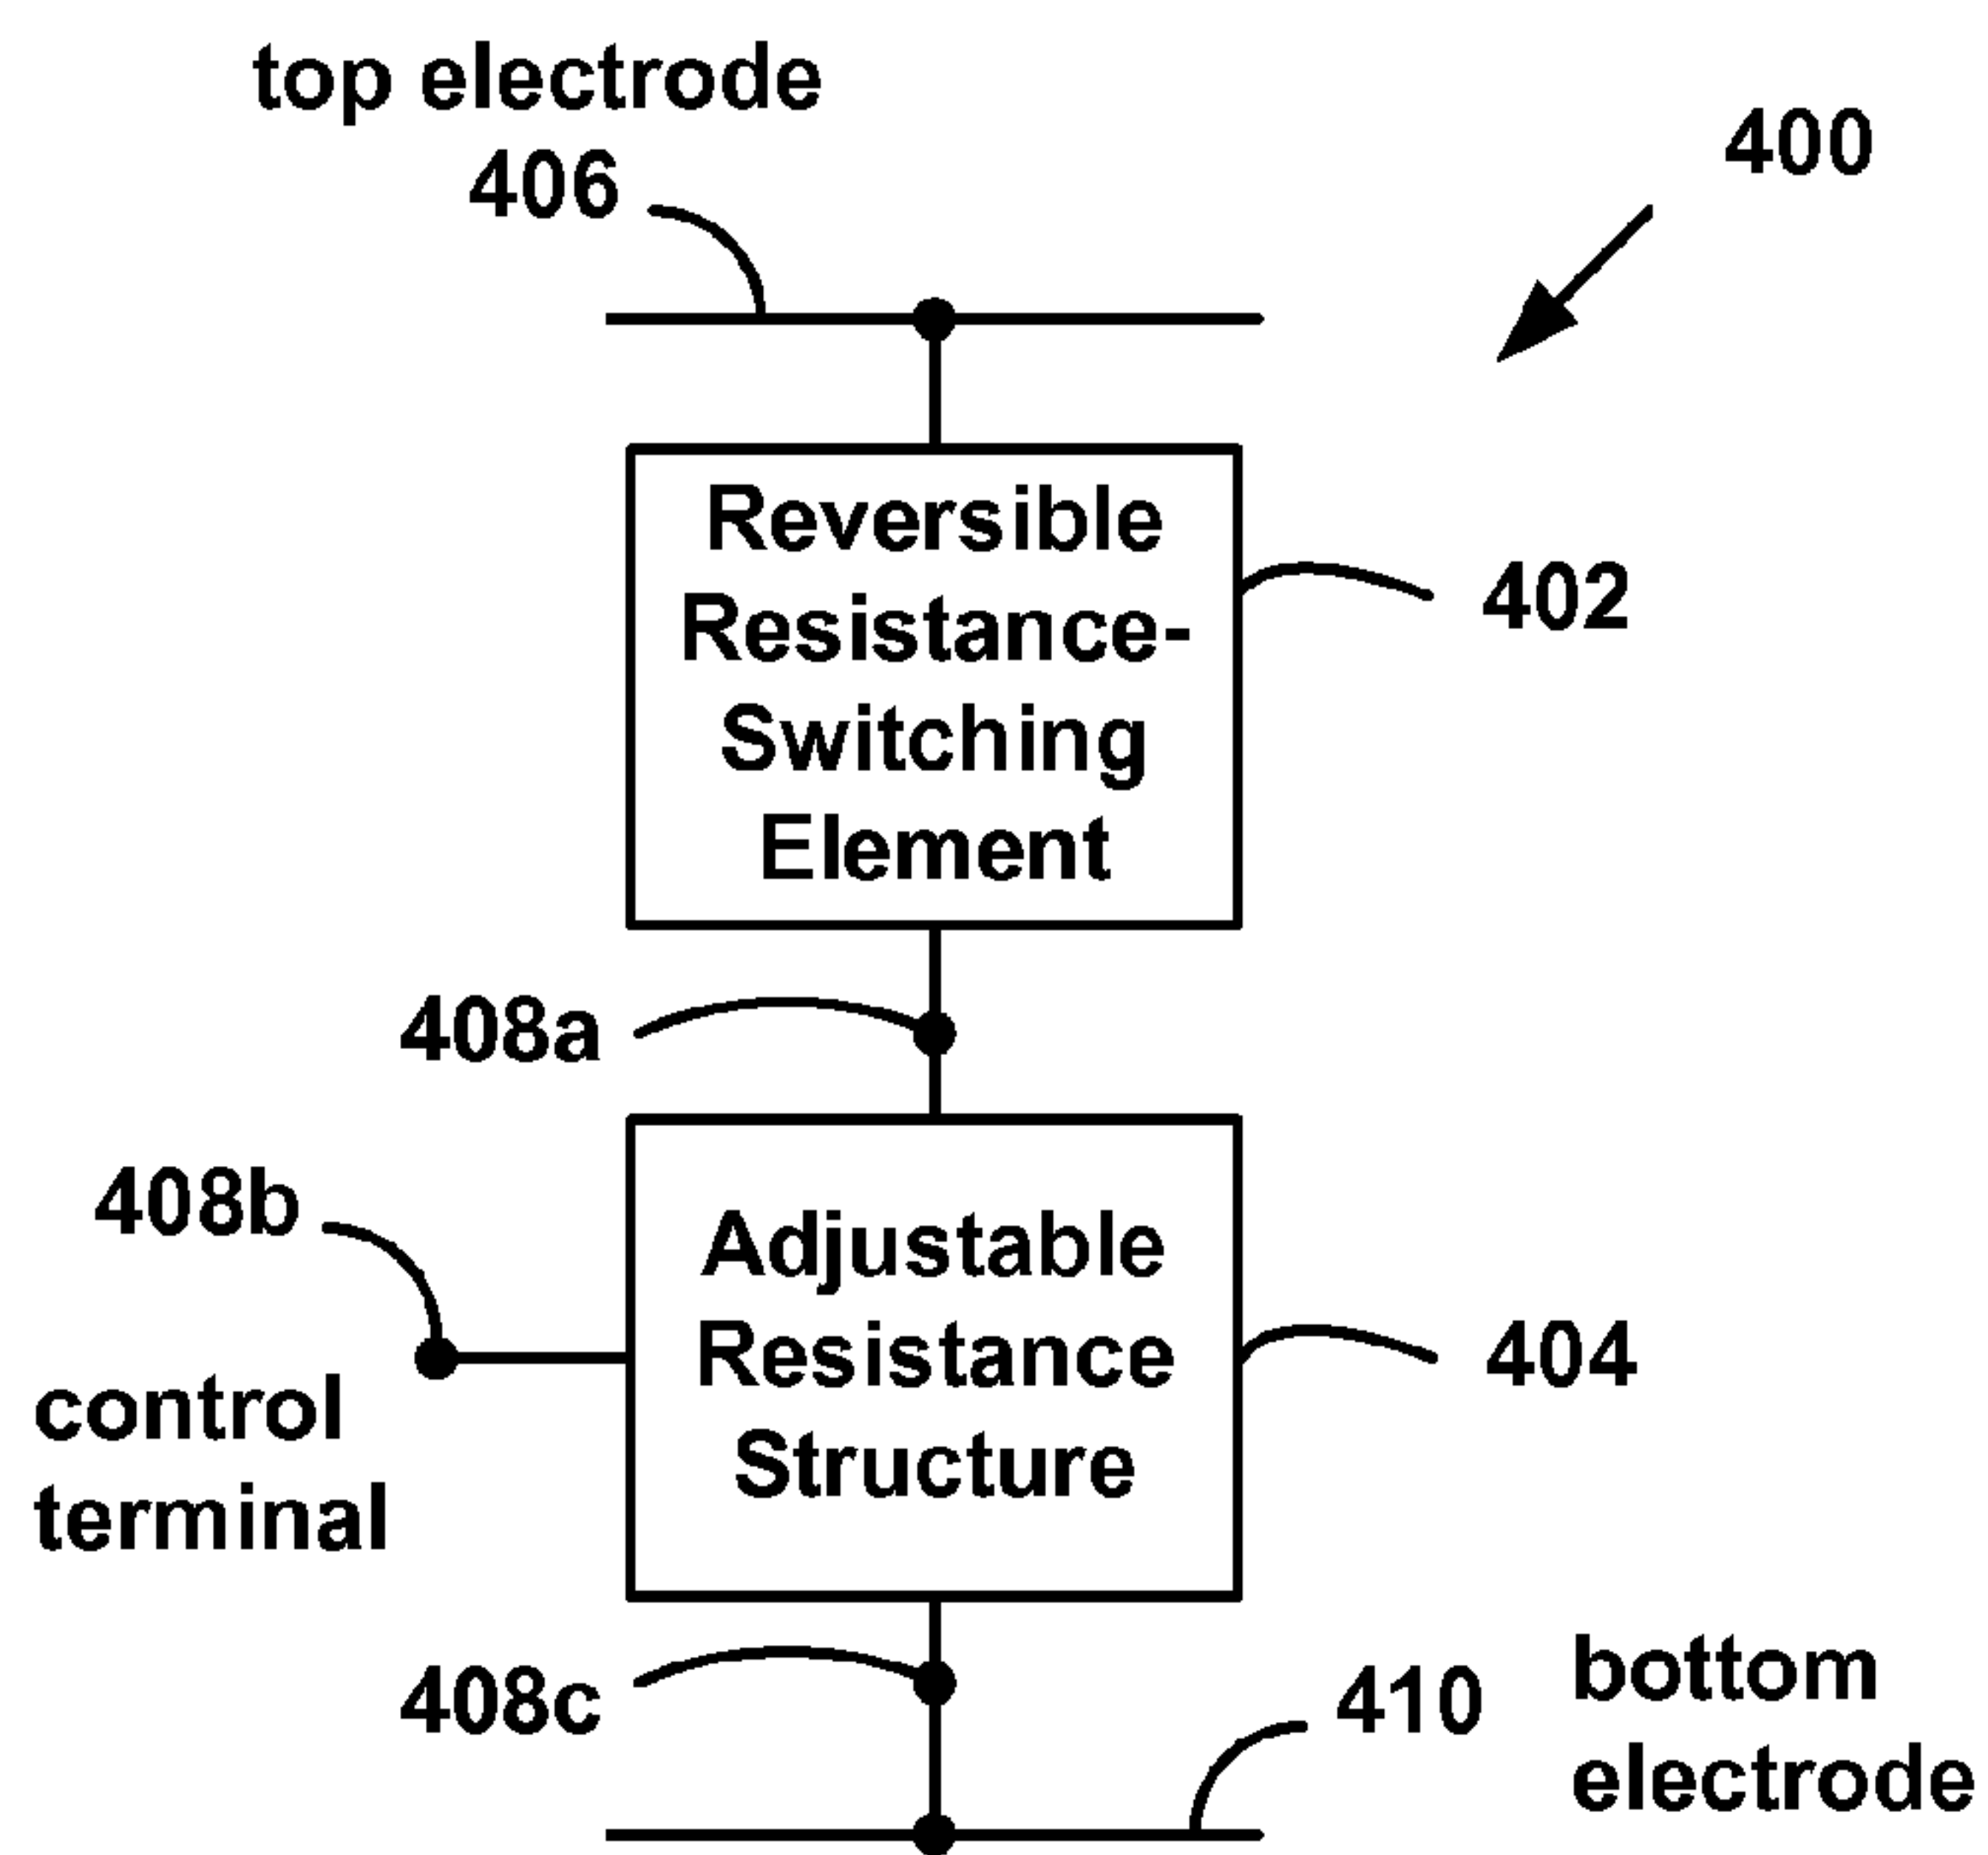 top electrode
406
400
Reversible
Resistance-
Switching
Element
402
408a
408b
control
terminal
Adjustable
Resistance
Structure
404
408c
410
bottom
electrode